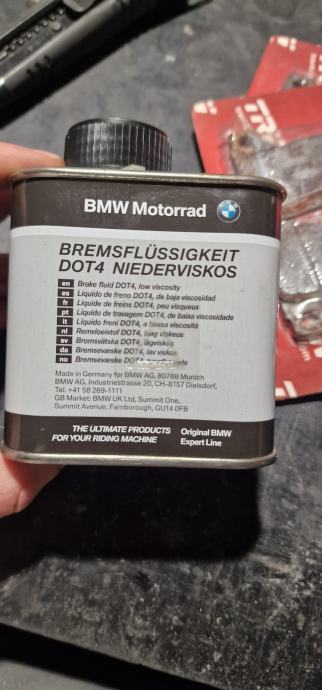 BMW Motorrad
BREMSFLÜSSIGKEIT
DOT4 NIEDERVISKOS
en Brake fluid DOT4, low viscosity
es Líquido de freno DOT4, de baja viscosidad
fr Liquide de freins DOT4, peu visqueux
pt Líquido de travagem DOT4, de baixa viscosidade
it Liquido freni DOT4, a bassa viscosità
nl Remvloeistof DOT4, laag viskeus
sv Bromsvätska DOT4, lågviskös
da Bremsevæske DOT4, lav viskos
no Bremsevæske DOT4,
Made in Germany for BMW AG, 80788 Munich
BMW AG, Industriestrasse 20, CH-8157 Dielsdorf,
Tel. +41 58 269-1111
GB Market: BMW UK Ltd, Summit One,
Summit Avenue, Farnborough, GU14 0FB
THE ULTIMATE PRODUCTS
FOR YOUR RIDING MACHINE
Original BMW
Expert Line